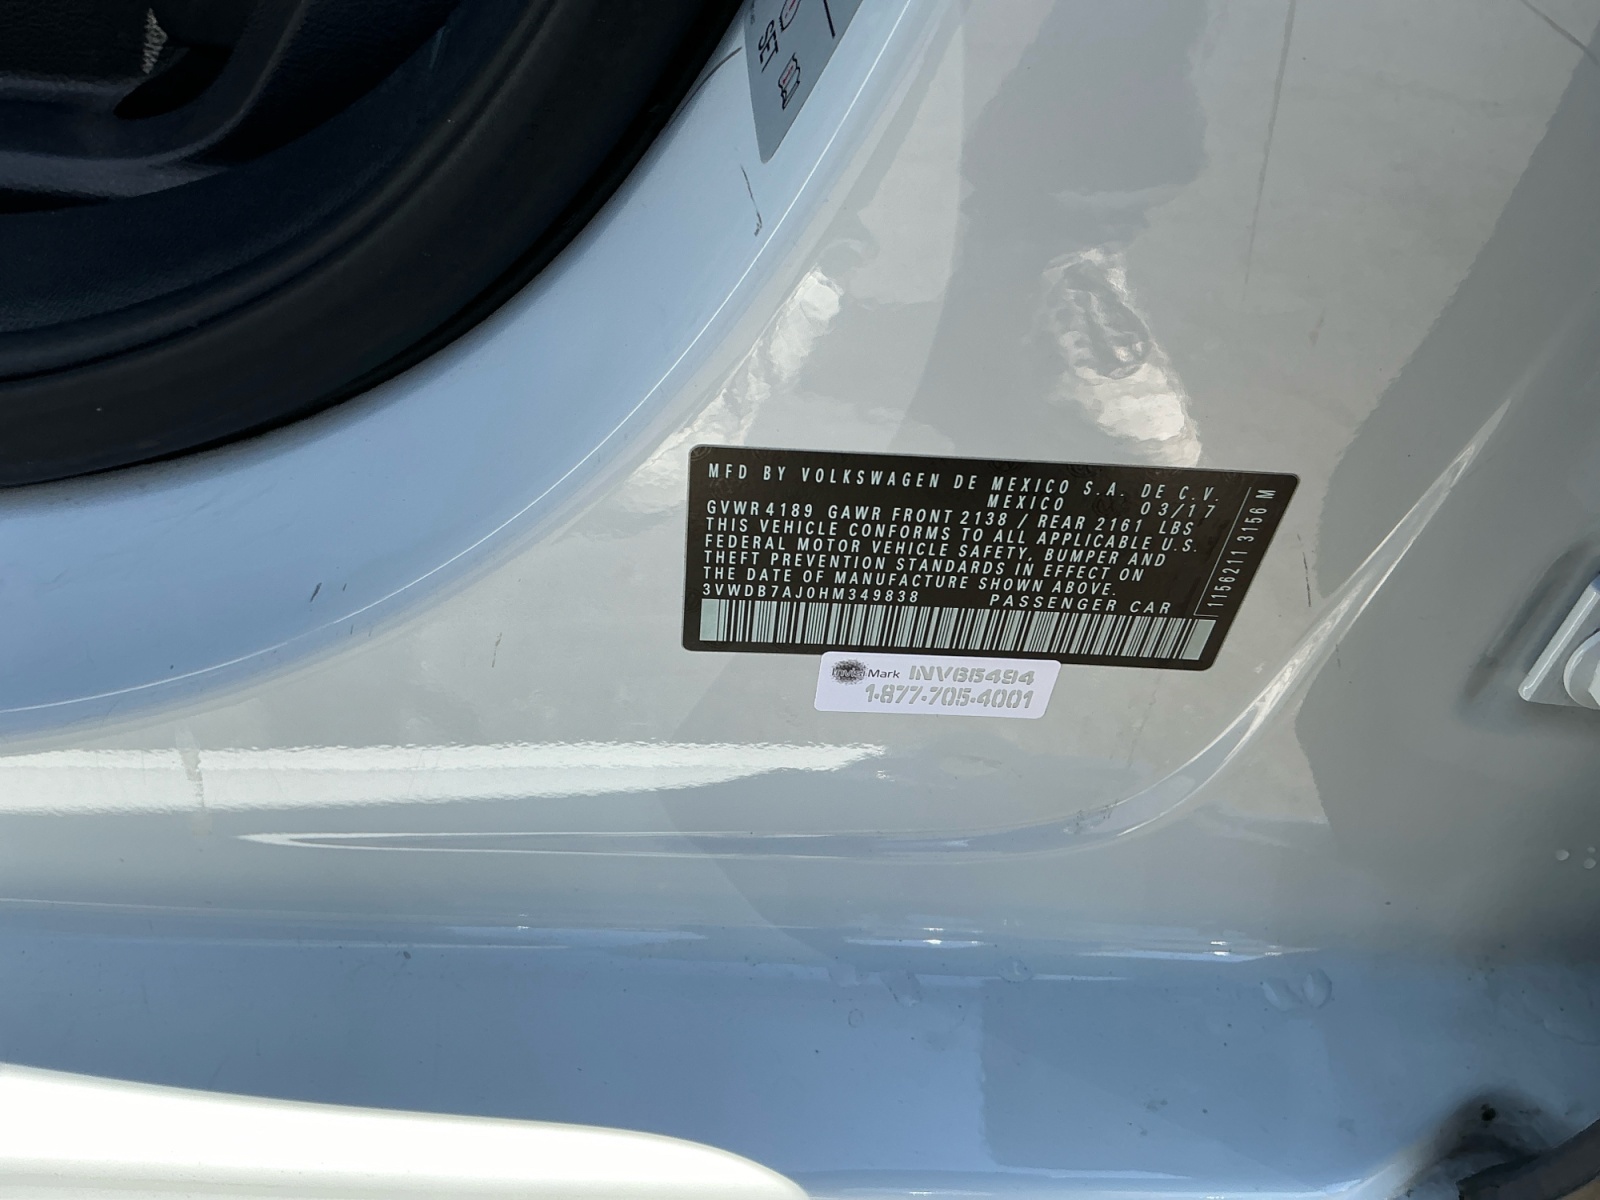 MFD BY VOLKSWAGEN DE MEXICO S.A. DE C.V.
MEXICO 03/17
GVWR 4189 GAWR FRONT 2138 / REAR 2161 LBS
THIS VEHICLE CONFORMS TO ALL APPLICABLE U.S.
FEDERAL MOTOR VEHICLE SAFETY, BUMPER AND
THEFT PREVENTION STANDARDS IN EFFECT ON
THE DATE OF MANUFACTURE SHOWN ABOVE.
3VWDB7AJ0HM349838 PASSENGER CAR
1156211 3156 M
Mark INV65494
1-877-705-4001